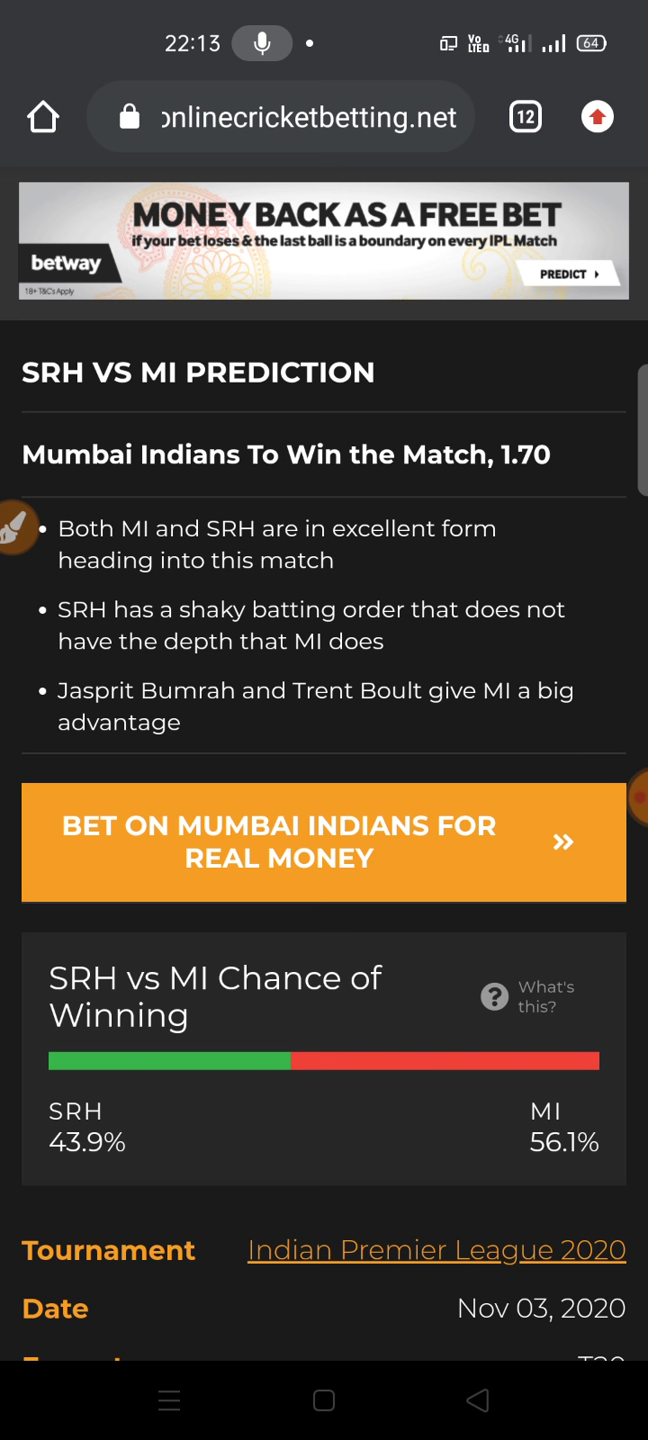 22:13
Vo LTED 4G 64
onlinecricketbetting.net
12
MONEY BACK AS A FREE BET
if your bet loses & the last ball is a boundary on every IPL Match
betway
PREDICT
18+ T&C's Apply
SRH VS MI PREDICTION
Mumbai Indians To Win the Match, 1.70
• Both MI and SRH are in excellent form
heading into this match
• SRH has a shaky batting order that does not
have the depth that MI does
• Jasprit Bumrah and Trent Boult give MI a big
advantage
BET ON MUMBAI INDIANS FOR
REAL MONEY
SRH vs MI Chance of
Winning
? What's
this?
SRH MI
43.9% 56.1%
Tournament Indian Premier League 2020
Date Nov 03, 2020